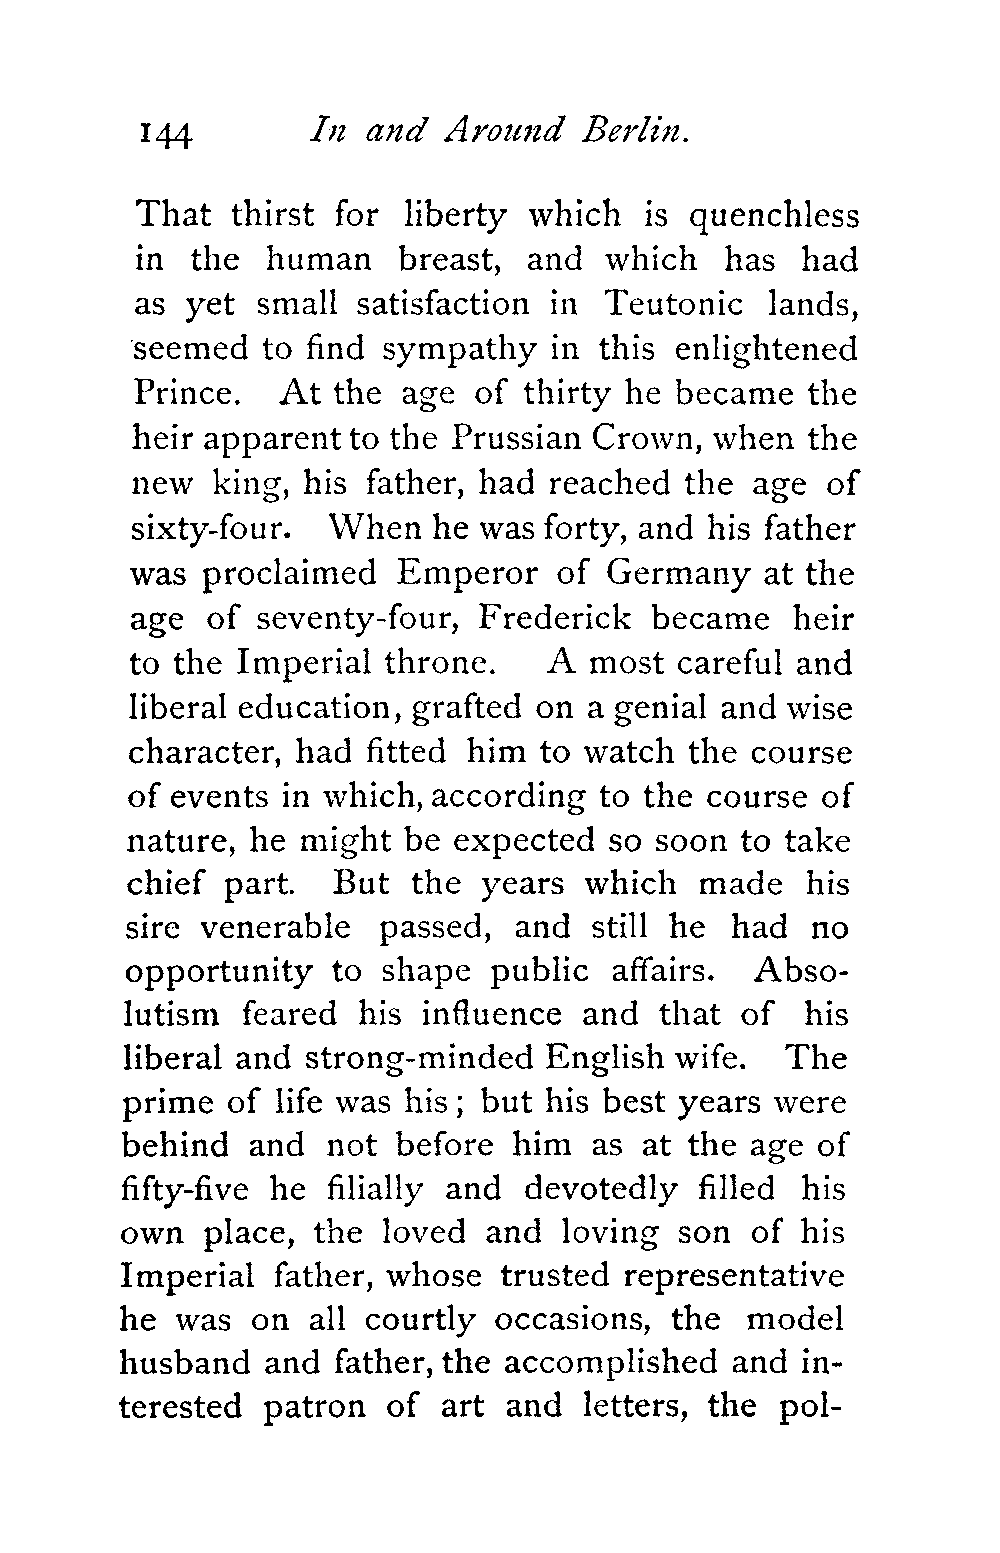 144 In and Around Berlin.
That thirst for liberty which is quenchless
in the human breast, and which has had
as yet small satisfaction in Teutonic lands,
seemed to find sympathy in this enlightened
Prince. At the age of thirty he became the
heir apparent to the Prussian Crown, when the
new king, his father, had reached the age of
sixty-four. When he was forty, and his father
was proclaimed Emperor of Germany at the
age of seventy-four, Frederick became heir
to the Imperial throne. A most careful and
liberal education, grafted on a genial and wise
character, had fitted him to watch the course
of events in which, according to the course of
nature, he might be expected so soon to take
chief part. But the years which made his
sire venerable passed, and still he had no
opportunity to shape public affairs. Abso-
lutism feared his influence and that of his
liberal and strong-minded English wife. The
prime of life was his; but his best years were
behind and not before him as at the age of
fifty-five he filially and devotedly filled his
own place, the loved and loving son of his
Imperial father, whose trusted representative
he was on all courtly occasions, the model
husband and father, the accomplished and in-
terested patron of art and letters, the pol-